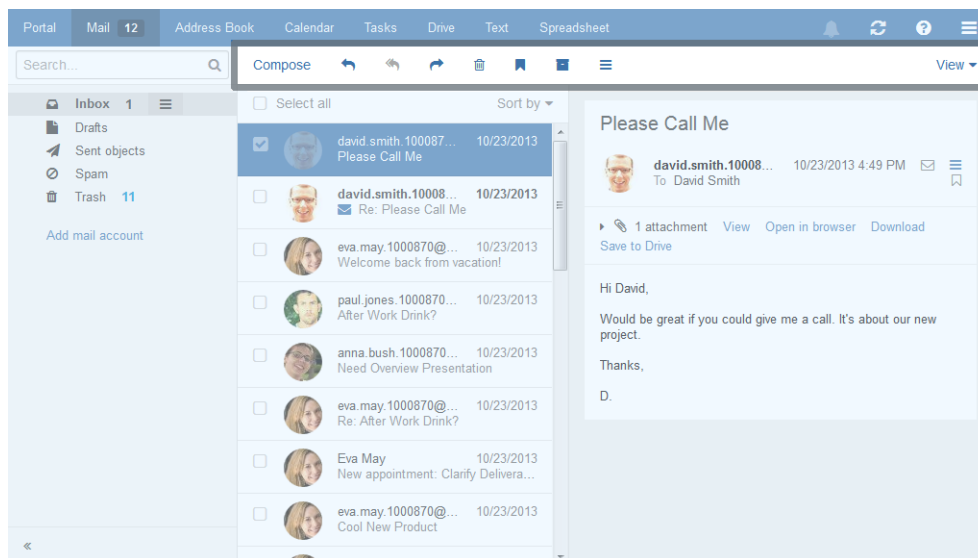 Portal Mail 12 Address Book Calendar Tasks Drive Text Spreadsheet
Search...
Compose View
Inbox 1
Drafts
Sent objects
Spam
Trash 11
Add mail account
Select all Sort by
david.smith.100087... 10/23/2013
Please Call Me
david.smith.10008... 10/23/2013
Re: Please Call Me
eva.may.1000870@... 10/23/2013
Welcome back from vacation!
paul.jones.1000870... 10/23/2013
After Work Drink?
anna.bush.1000870... 10/23/2013
Need Overview Presentation
eva.may.1000870@... 10/23/2013
Re: After Work Drink?
Eva May 10/23/2013
New appointment: Clarify Delivera...
eva.may.1000870@... 10/23/2013
Cool New Product
Please Call Me
david.smith.10008... 10/23/2013 4:49 PM
To David Smith
1 attachment View Open in browser Download
Save to Drive
Hi David,
Would be great if you could give me a call. It's about our new
project.
Thanks,
D.